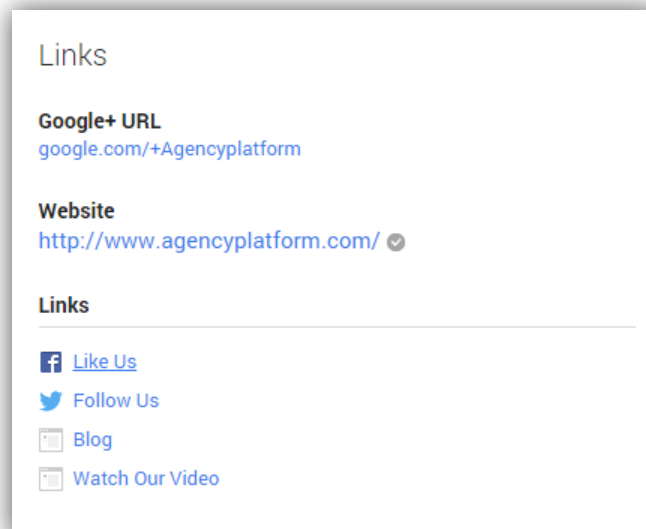 Links
Google+ URL
google.com/+Agencyplatform
Website
http://www.agencyplatform.com/
Links
Like Us
Follow Us
Blog
Watch Our Video